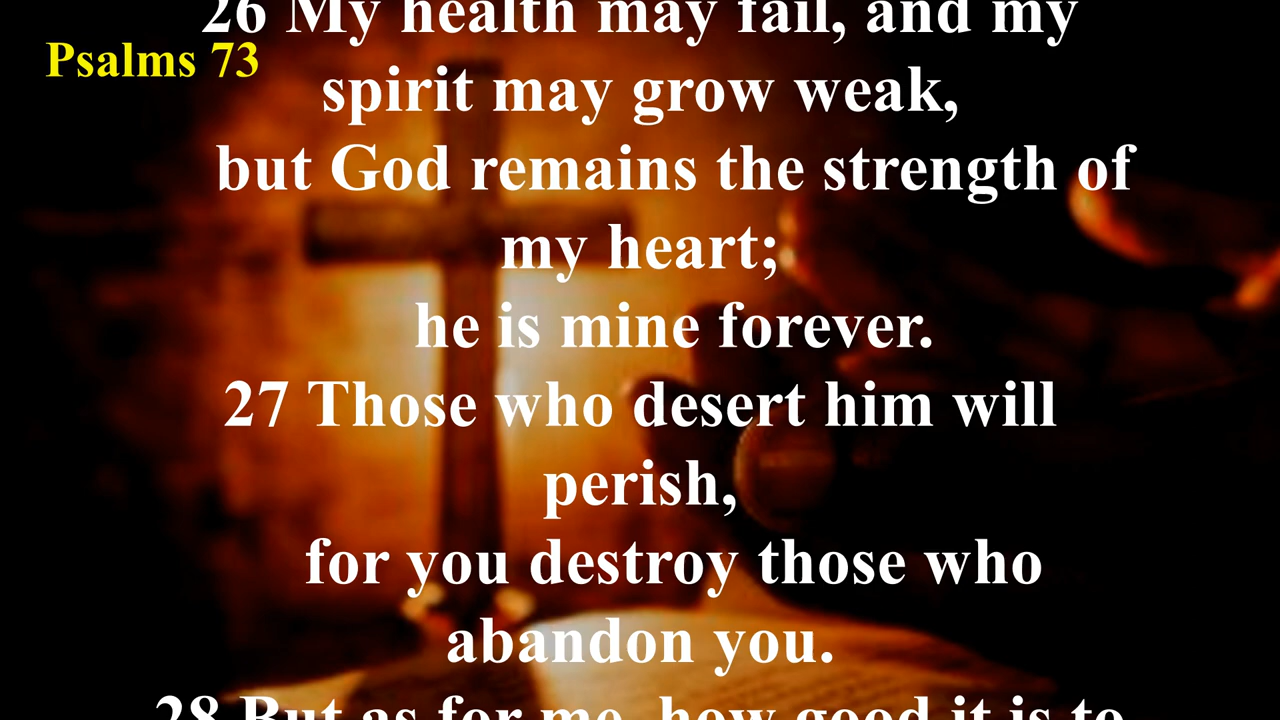 26 My health may fail, and my
Psalms 73
spirit may grow weak,
but God remains the strength of
my heart;
he is mine forever.
27 Those who desert him will
perish,
for you destroy those who
abandon you.
28 But as for me, how good it is to